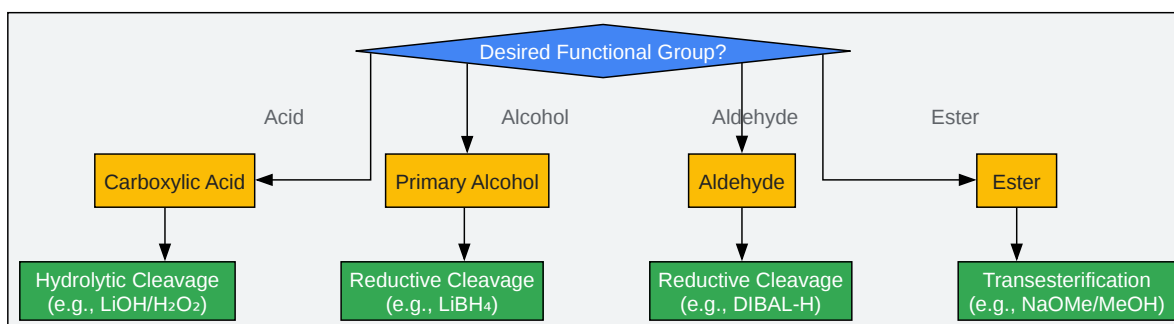 Desired Functional Group?
Acid
Alcohol
Aldehyde
Ester
Carboxylic Acid
Primary Alcohol
Aldehyde
Ester
Hydrolytic Cleavage
(e.g., LiOH/H₂O₂)
Reductive Cleavage
(e.g., LiBH₄)
Reductive Cleavage
(e.g., DIBAL-H)
Transesterification
(e.g., NaOMe/MeOH)